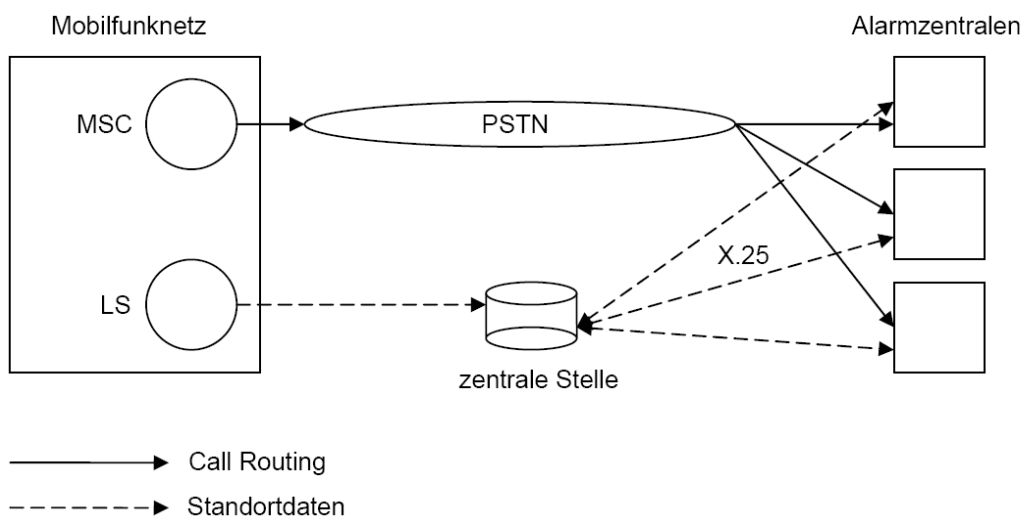 Mobilfunknetz
Alarmzentralen
MSC
PSTN
X.25
LS
zentrale Stelle
Call Routing
Standortdaten